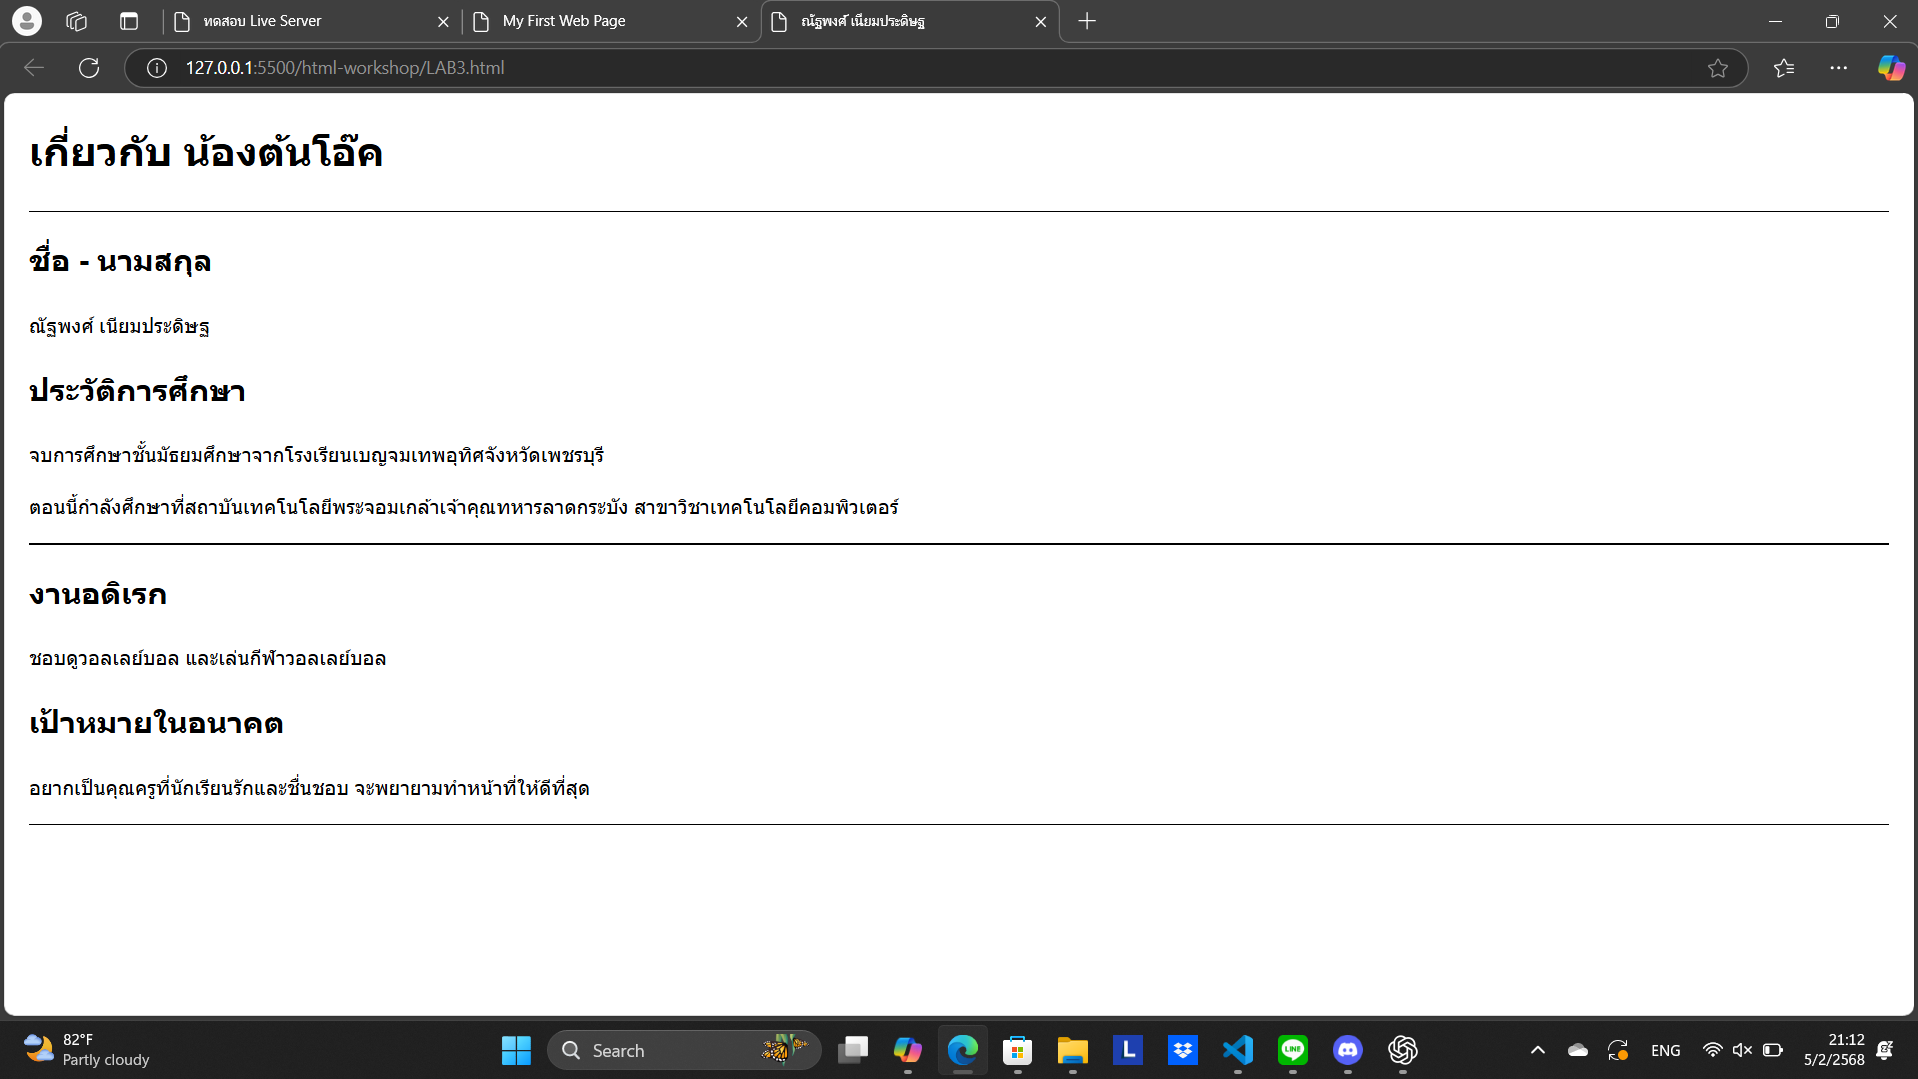 ทดสอบ Live Server
My First Web Page
ณัฐพงศ์ เนียมประดิษฐ
127.0.0.1:5500/html-workshop/LAB3.html
เกี่ยวกับ น้องต้นโอ๊ค
ชื่อ - นามสกุล
ณัฐพงศ์ เนียมประดิษฐ
ประวัติการศึกษา
จบการศึกษาชั้นมัธยมศึกษาจากโรงเรียนเบญจมเทพอุทิศจังหวัดเพชรบุรี
ตอนนี้กำลังศึกษาที่สถาบันเทคโนโลยีพระจอมเกล้าเจ้าคุณทหารลาดกระบัง สาขาวิชาเทคโนโลยีคอมพิวเตอร์
งานอดิเรก
ชอบดูวอลเลย์บอล และเล่นกีฬาวอลเลย์บอล
เป้าหมายในอนาคต
อยากเป็นคุณครูที่นักเรียนรักและชื่นชอบ จะพยายามทำหน้าที่ให้ดีที่สุด
82°F
Partly cloudy
Search
L
LINE
ENG
21:12
5/2/2568